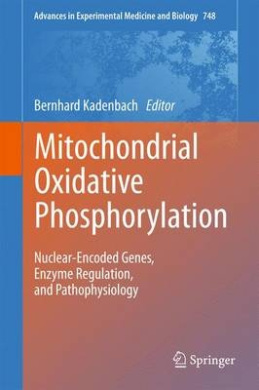 Advances in Experimental Medicine and Biology 748
Bernhard Kadenbach Editor
Mitochondrial
Oxidative
Phosphorylation
Nuclear-Encoded Genes,
Enzyme Regulation,
and Pathophysiology
Springer